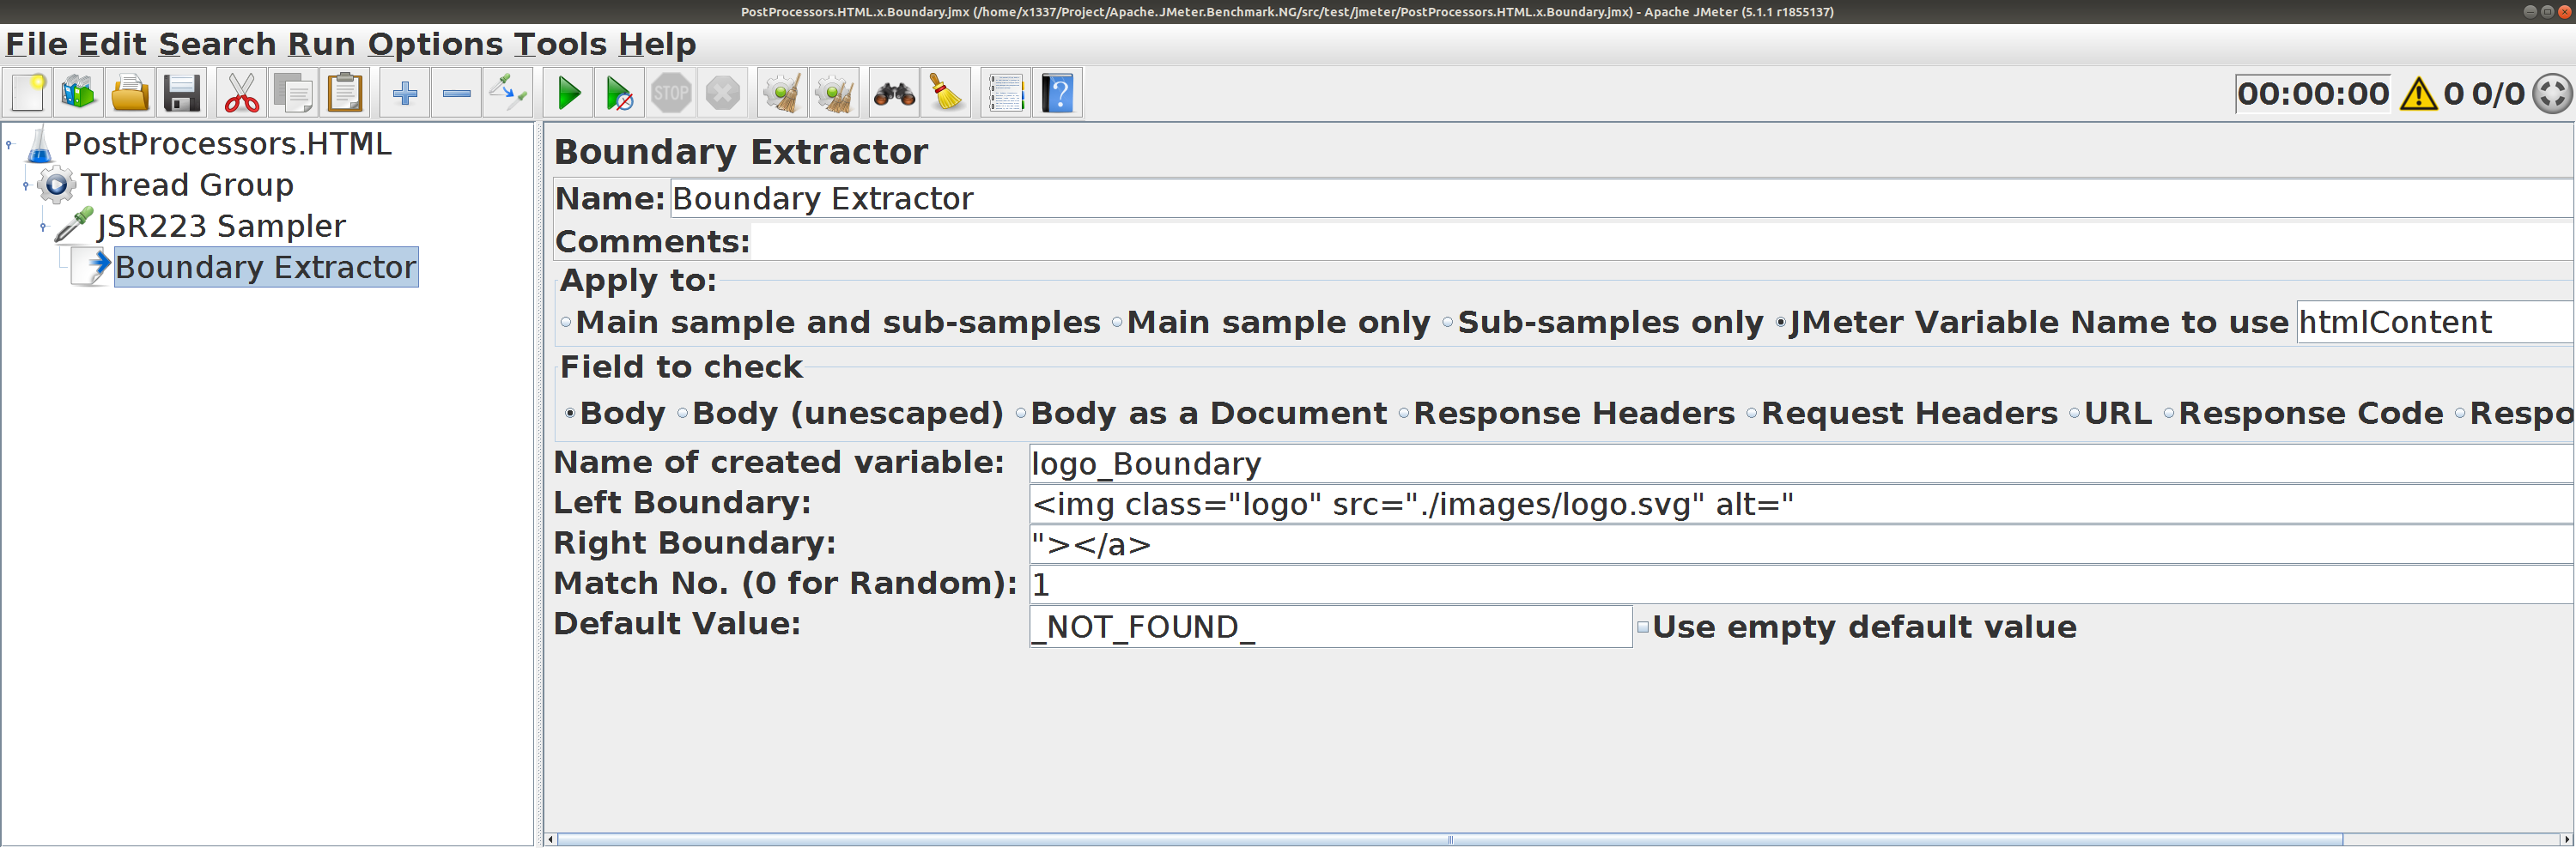 PostProcessors.HTML.x.Boundary.jmx (/home/x1337/Project/Apache.JMeter.Benchmark.NG/src/test/jmeter/PostProcessors.HTML.x.Boundary.jmx) - Apache JMeter (5.1.1 r1855137)
File Edit Search Run Options Tools Help
STOP 00:00:00 0 0/0
PostProcessors.HTML
Thread Group
JSR223 Sampler
Boundary Extractor
Boundary Extractor
Name: Boundary Extractor
Comments:
Apply to:
Main sample and sub-samples Main sample only Sub-samples only JMeter Variable Name to use htmlContent
Field to check
Body Body (unescaped) Body as a Document Response Headers Request Headers URL Response Code Respo
Name of created variable: logo_Boundary
Left Boundary: <img class="logo" src="./images/logo.svg" alt="
Right Boundary: "></a>
Match No. (0 for Random): 1
Default Value: _NOT_FOUND_ Use empty default value